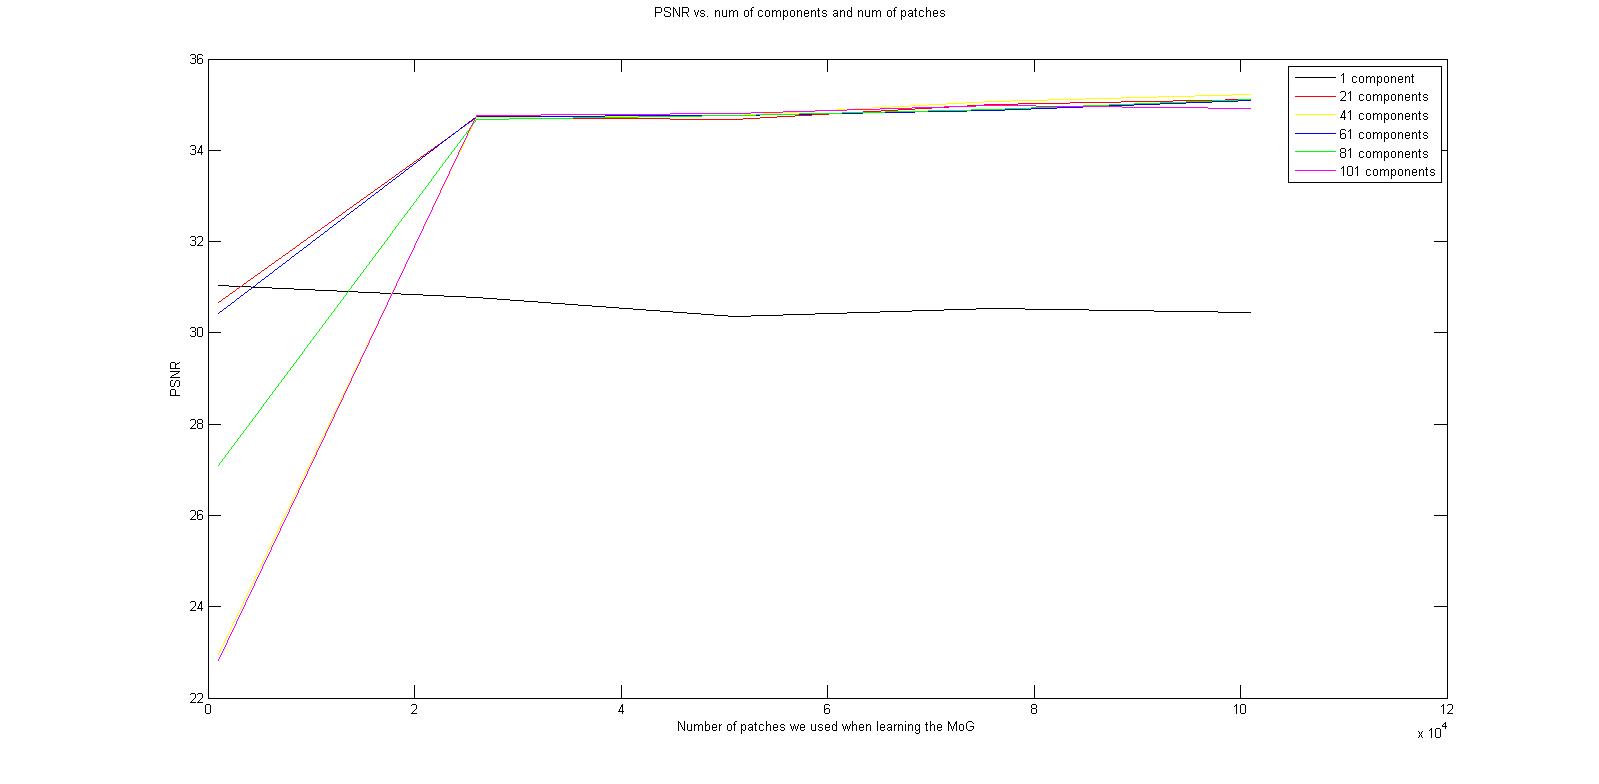 PSNR vs. num of components and num of patches
36
34
32
30
28
26
24
22
PSNR
0 2 4 6 8 10 12
x 10^4
Number of patches we used when learning the MoG
1 component
21 components
41 components
61 components
81 components
101 components